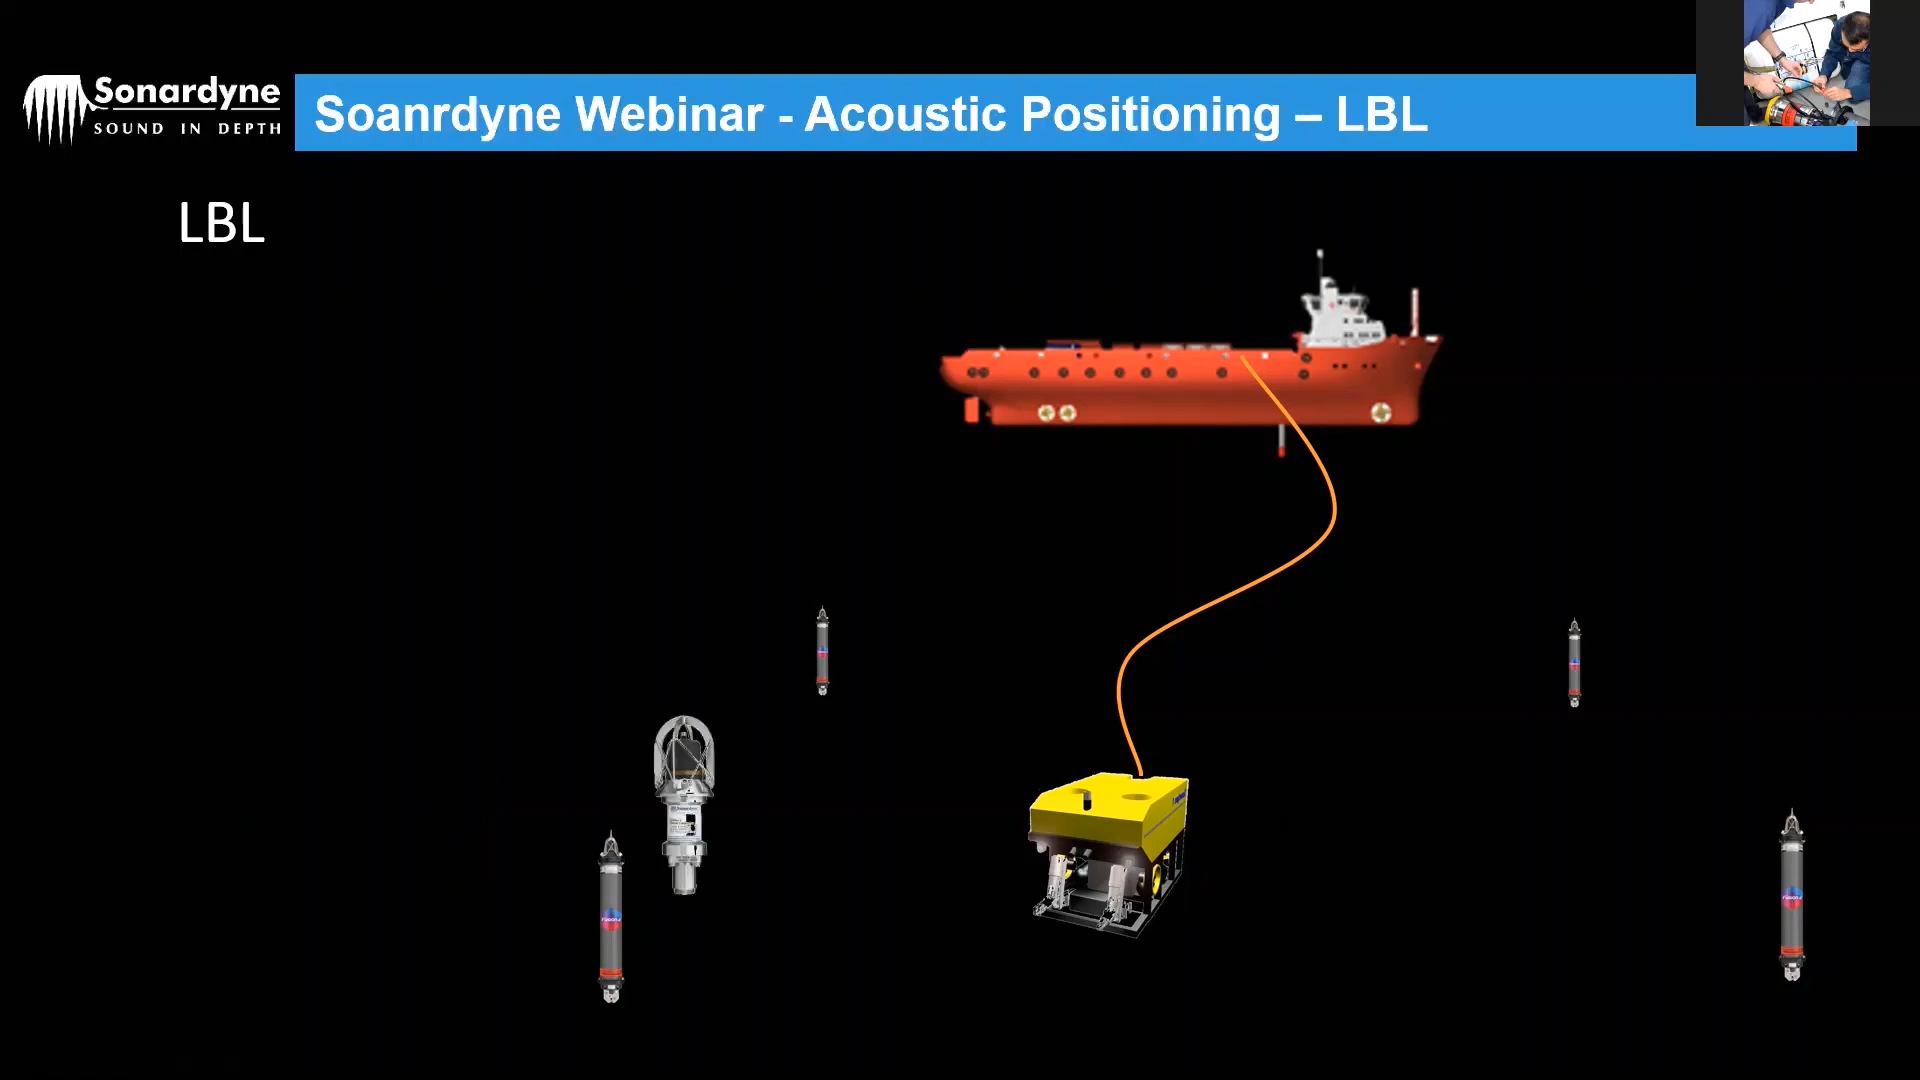 Sonardyne
SOUND IN DEPTH
Soanrdyne Webinar - Acoustic Positioning – LBL
LBL